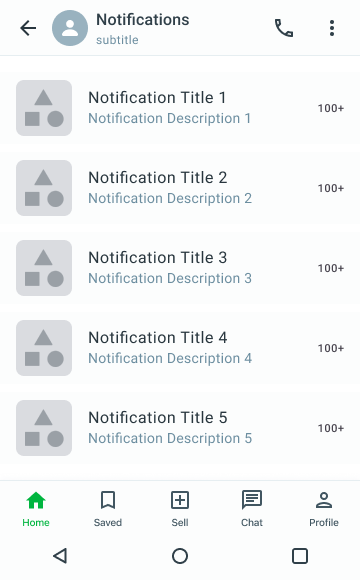 Notifications
subtitle
Notification Title 1
Notification Description 1
100+
Notification Title 2
Notification Description 2
100+
Notification Title 3
Notification Description 3
100+
Notification Title 4
Notification Description 4
100+
Notification Title 5
Notification Description 5
100+
Home
Saved
Sell
Chat
Profile